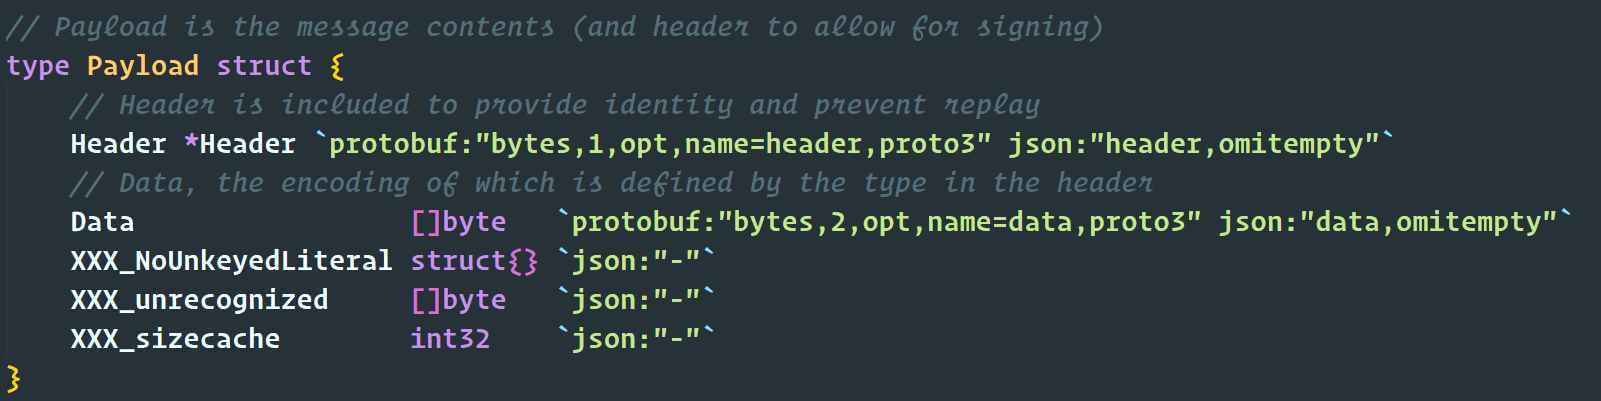 // Payload is the message contents (and header to allow for signing)
type Payload struct {
    // Header is included to provide identity and prevent replay
    Header *Header `protobuf:"bytes,1,opt,name=header,proto3" json:"header,omitempty"`
    // Data, the encoding of which is defined by the type in the header
    Data                 []byte   `protobuf:"bytes,2,opt,name=data,proto3" json:"data,omitempty"`
    XXX_NoUnkeyedLiteral struct{} `json:"-"`
    XXX_unrecognized     []byte   `json:"-"`
    XXX_sizecache        int32    `json:"-"`
}